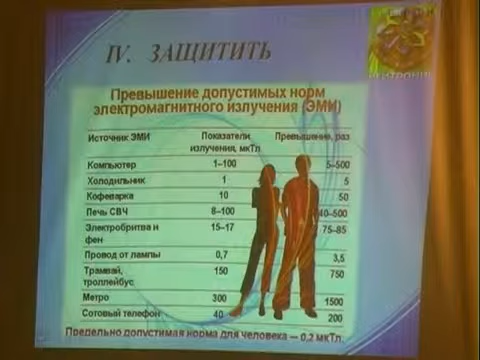 IV. ЗАЩИТИТЬ
Превышение допустимых норм
электромагнитного излучения (ЭМИ)
Источник ЭМИ Показатели излучения, мкТл Превышение, раз
Компьютер 1–100 5–500
Холодильник 1 5
Кофеварка 10 50
Печь СВЧ 8–100 40–500
Электробритва и фен 15–17 75–85
Провод от лампы 0,7 3,5
Трамвай, троллейбус 150 750
Метро 300 1500
Сотовый телефон 40 200
Предельно допустимая норма для человека — 0,2 мкТл.